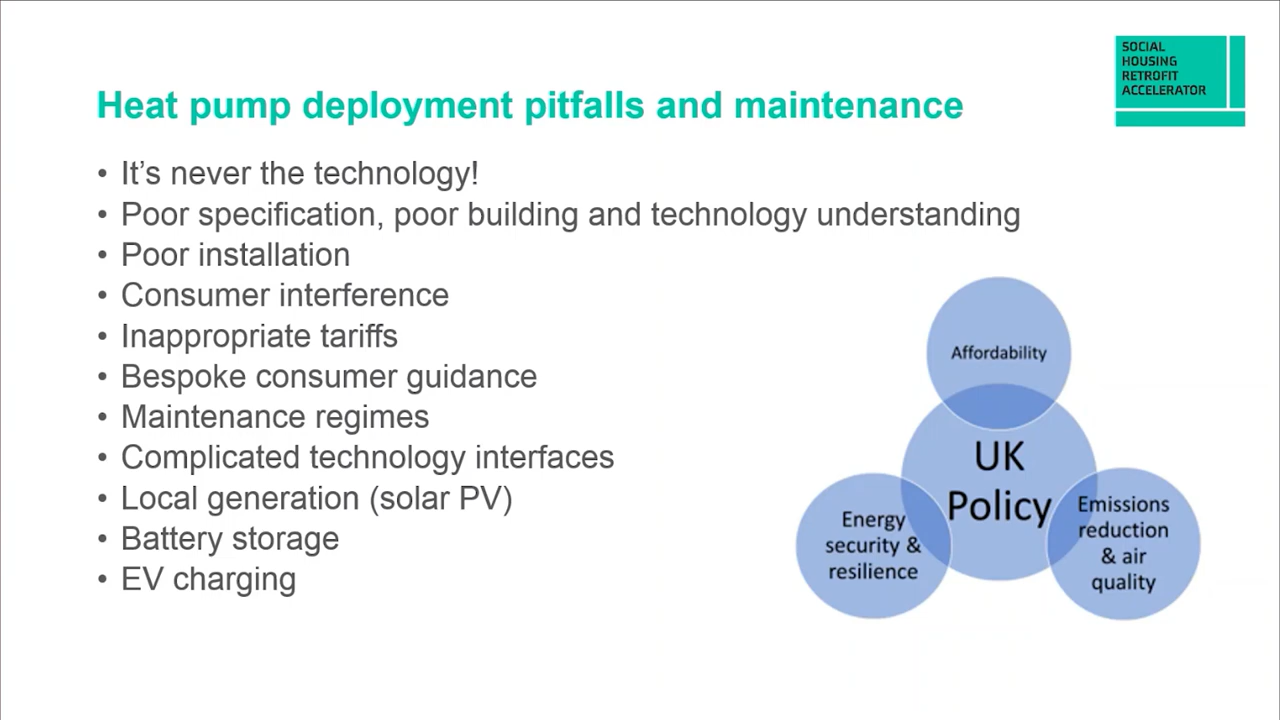 SOCIAL
HOUSING
RETROFIT
ACCELERATOR
Heat pump deployment pitfalls and maintenance
• It’s never the technology!
• Poor specification, poor building and technology understanding
• Poor installation
• Consumer interference
• Inappropriate tariffs
• Bespoke consumer guidance
• Maintenance regimes
• Complicated technology interfaces
• Local generation (solar PV)
• Battery storage
• EV charging
Affordability
UK
Policy
Energy
security &
resilience
Emissions
reduction
& air
quality